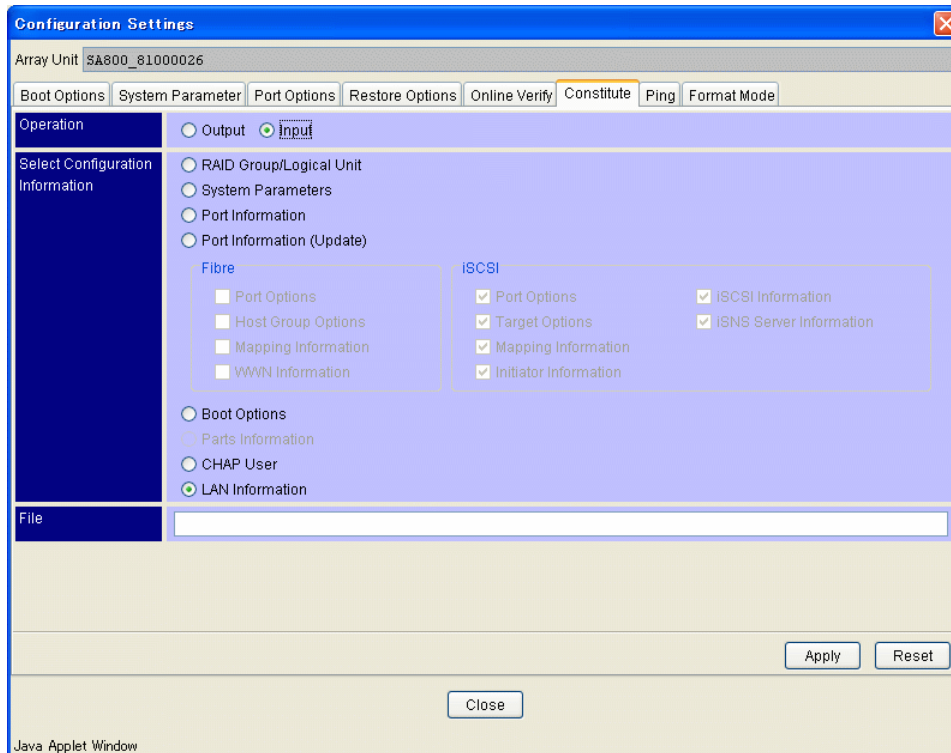 Configuration Settings
Array Unit SA800_81000026
Boot Options System Parameter Port Options Restore Options Online Verify Constitute Ping Format Mode
Operation
Output Input
Select Configuration Information
RAID Group/Logical Unit
System Parameters
Port Information
Port Information (Update)
Fibre
Port Options
Host Group Options
Mapping Information
WWN Information
iSCSI
Port Options iSCSI Information
Target Options iSNS Server Information
Mapping Information
Initiator Information
Boot Options
Parts Information
CHAP User
LAN Information
File
Apply Reset
Close
Java Applet Window